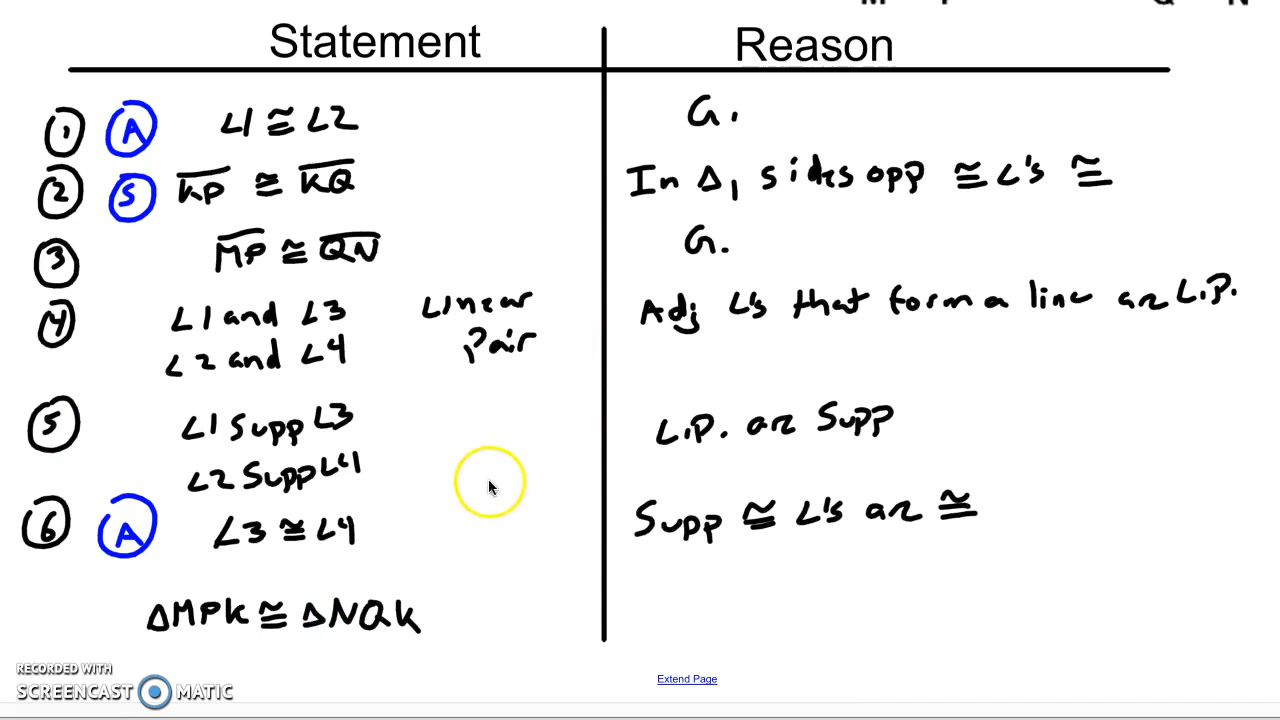 Statement Reason
① Ⓐ ∠1 ≅ ∠2 G.
② Ⓢ KP ≅ KQ In Δ, sides opp ≅ ∠'s ≅
③ MP ≅ QN G.
④ ∠1 and ∠3 Linear Adj ∠s that form a line are L.P.
∠2 and ∠4 Pair
⑤ ∠1 Supp ∠3 L.P. are Supp
∠2 Supp ∠4
⑥ Ⓐ ∠3 ≅ ∠4 Supp ≅ ∠'s are ≅
ΔMPK ≅ ΔNQK
RECORDED WITH
SCREENCAST MATIC
Extend Page